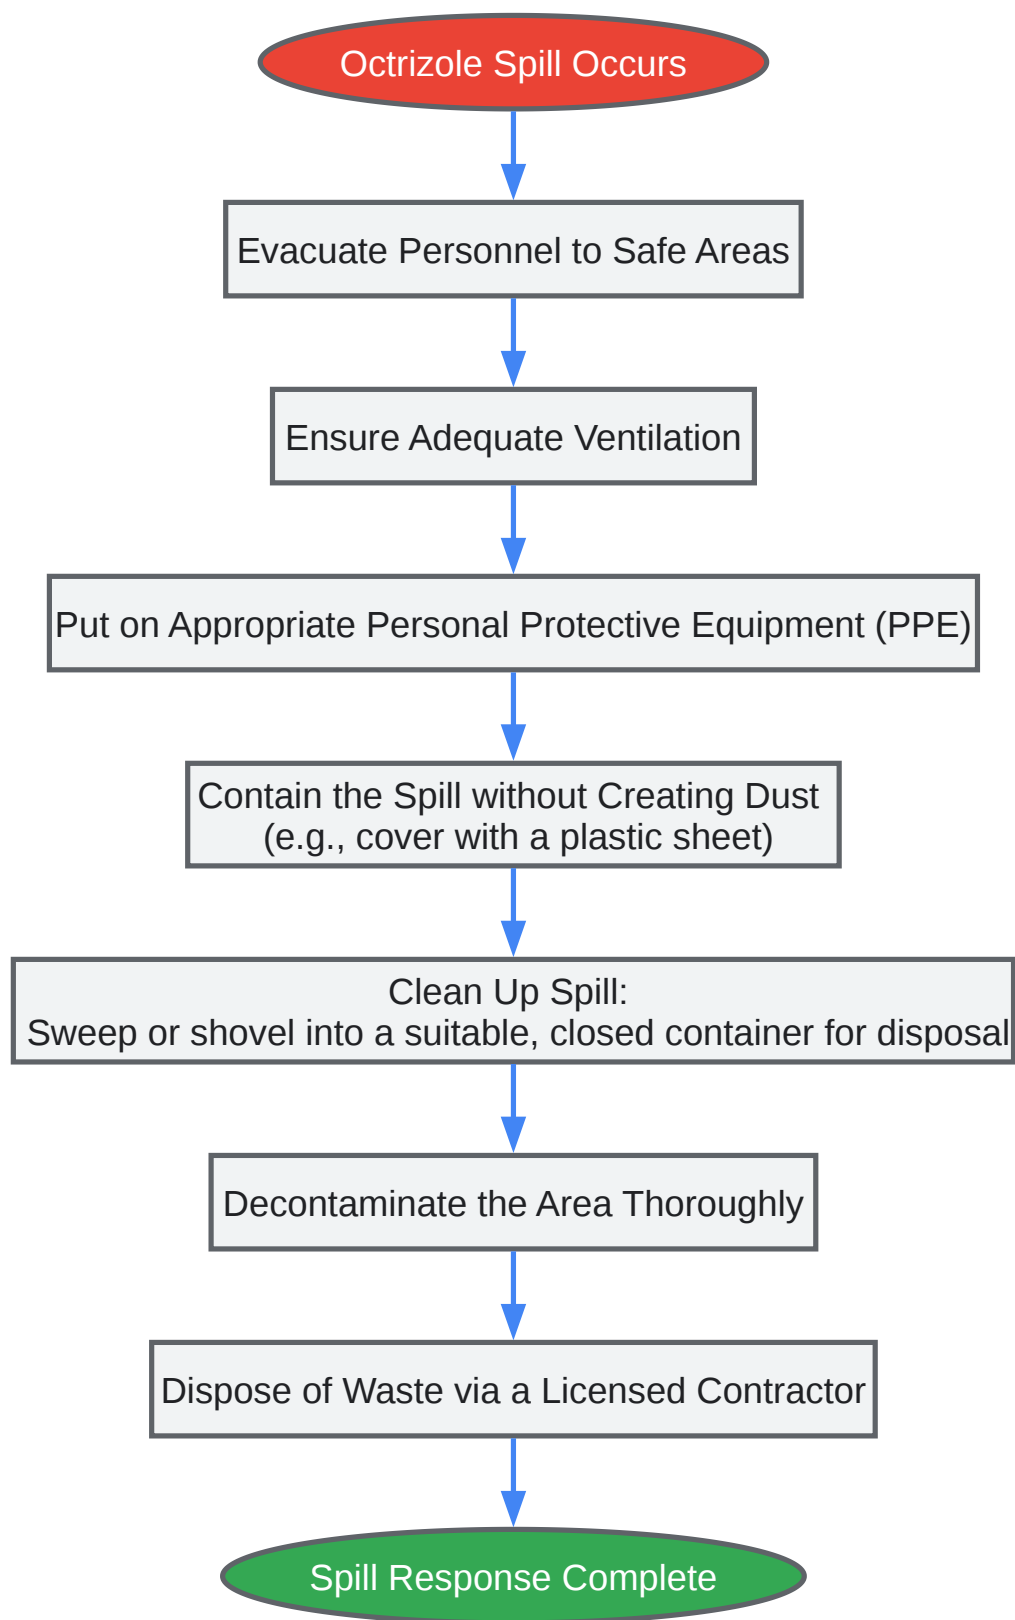 Octrizole Spill Occurs
Evacuate Personnel to Safe Areas
Ensure Adequate Ventilation
Put on Appropriate Personal Protective Equipment (PPE)
Contain the Spill without Creating Dust
(e.g., cover with a plastic sheet)
Clean Up Spill:
Sweep or shovel into a suitable, closed container for disposal
Decontaminate the Area Thoroughly
Dispose of Waste via a Licensed Contractor
Spill Response Complete